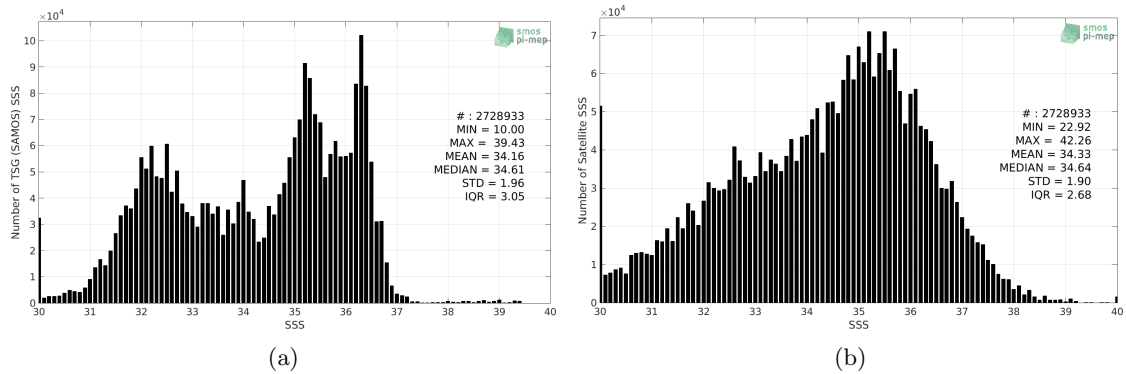 ×10⁴
10
9
8
7
6
5
4
3
2
1
0
Number of TSG (SAMOS) SSS
smos
pi-mep
# : 2728933
MIN = 10.00
MAX = 39.43
MEAN = 34.16
MEDIAN = 34.61
STD = 1.96
IQR = 3.05
30 31 32 33 34 35 36 37 38 39 40
SSS
(a)
×10⁴
7
6
5
4
3
2
1
0
Number of Satellite SSS
smos
pi-mep
# : 2728933
MIN = 22.92
MAX = 42.26
MEAN = 34.33
MEDIAN = 34.64
STD = 1.90
IQR = 2.68
30 31 32 33 34 35 36 37 38 39 40
SSS
(b)